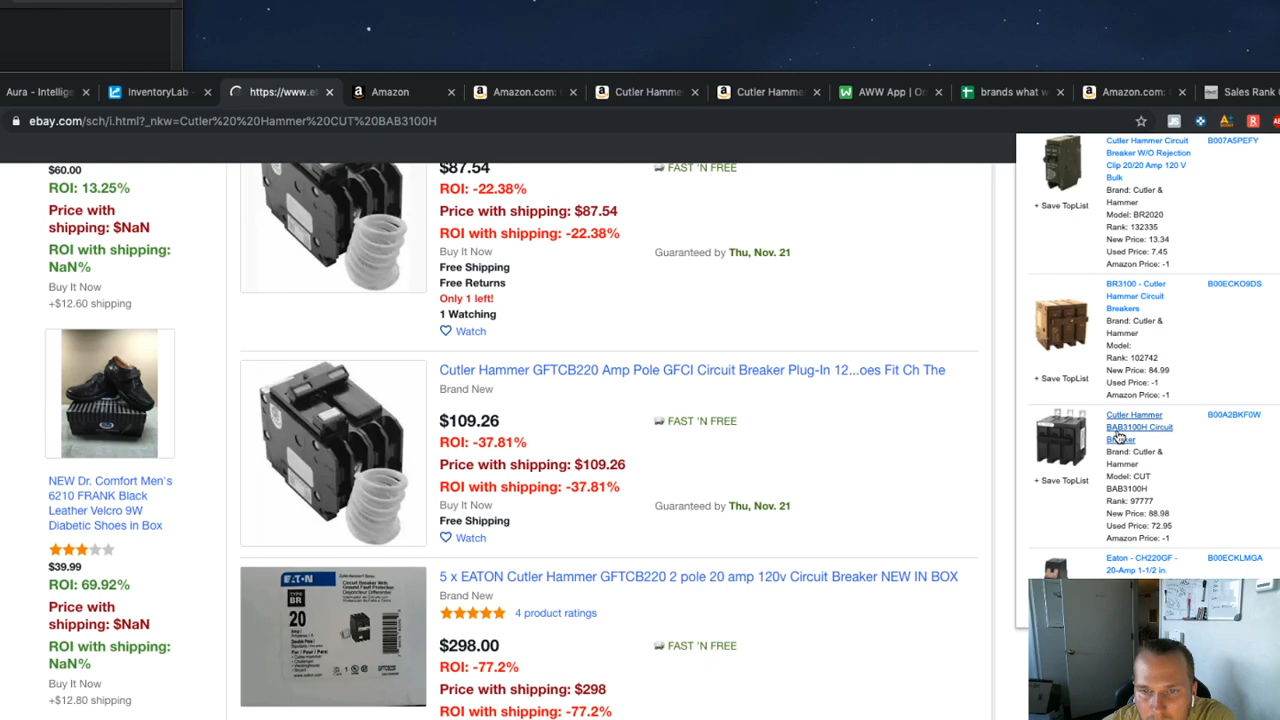 Aura - Intellige
InventoryLab -
https://www.e
Amazon
Amazon.com: C
Cutler Hamme
Cutler Hamme
AWW App | On
brands what w
Amazon.com: C
Sales Rank C
ebay.com/sch/i.html?_nkw=Cutler%20%20Hammer%20CUT%20BAB3100H
$60.00
ROI: 13.25%
Price with
shipping: $NaN
ROI with shipping:
NaN%
Buy It Now
+$12.60 shipping
NEW Dr. Comfort Men's
6210 FRANK Black
Leather Velcro 9W
Diabetic Shoes in Box
$39.99
ROI: 69.92%
Price with
shipping: $NaN
ROI with shipping:
NaN%
Buy It Now
+$12.80 shipping
$87.54
FAST 'N FREE
ROI: -22.38%
Price with shipping: $87.54
ROI with shipping: -22.38%
Buy It Now
Guaranteed by Thu, Nov. 21
Free Shipping
Free Returns
Only 1 left!
1 Watching
Watch
Cutler Hammer GFTCB220 Amp Pole GFCI Circuit Breaker Plug-In 12...oes Fit Ch The
Brand New
$109.26
FAST 'N FREE
ROI: -37.81%
Price with shipping: $109.26
ROI with shipping: -37.81%
Buy It Now
Guaranteed by Thu, Nov. 21
Free Shipping
Watch
5 x EATON Cutler Hammer GFTCB220 2 pole 20 amp 120v Circuit Breaker NEW IN BOX
Brand New
4 product ratings
$298.00
FAST 'N FREE
ROI: -77.2%
Price with shipping: $298
ROI with shipping: -77.2%
EATON
BR
20
Cutler Hammer Circuit
Breaker W/O Rejection
Clip 20/20 Amp 120 V
Bulk
B007A5PEFY
+ Save TopList
Brand: Cutler &
Hammer
Model: BR2020
Rank: 132335
New Price: 13.34
Used Price: 7.45
Amazon Price: -1
BR3100 - Cutler
Hammer Circuit
Breakers
B00ECKO9DS
Brand: Cutler &
Hammer
Model:
Rank: 102742
New Price: 84.99
+ Save TopList
Used Price: -1
Amazon Price: -1
Cutler Hammer
BAB3100H Circuit
Breaker
B00A2BKF0W
Brand: Cutler &
Hammer
Model: CUT
+ Save TopList
BAB3100H
Rank: 97777
New Price: 88.98
Used Price: 72.95
Amazon Price: -1
Eaton - CH220GF -
20-Amp 1-1/2 in.
B00ECKLMGA